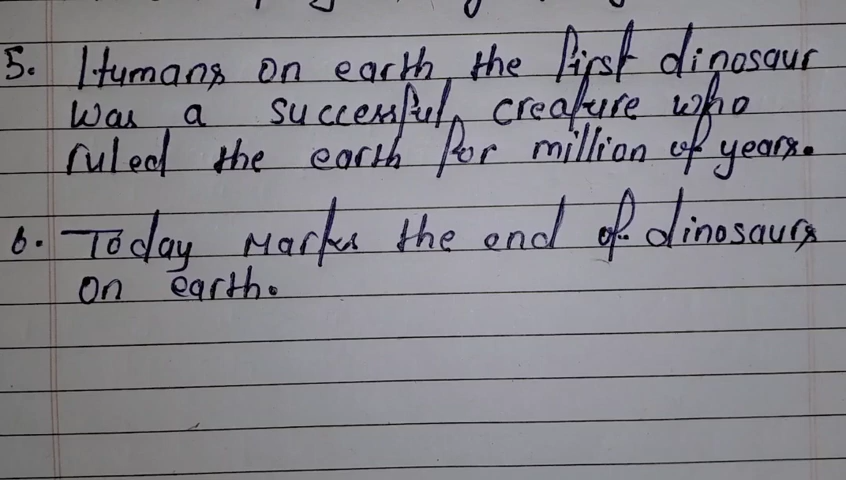 5. Humans on earth, the first dinosaur
was a successful, creature who
ruled the earth for million of years.
6. Today marks the end of dinosaurs
on earth.